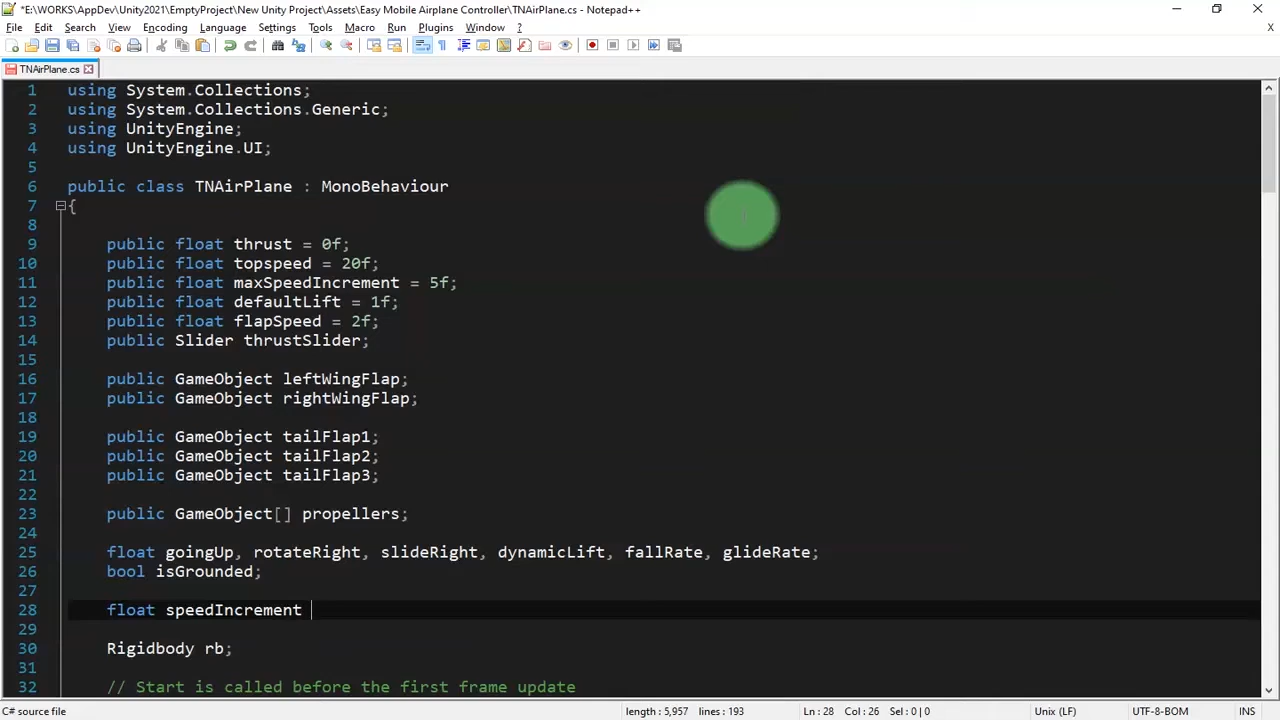 *E:\WORKS\AppDev\Unity2021\EmptyProject\New Unity Project\Assets\Easy Mobile Airplane Controller\TNAirPlane.cs - Notepad++
File Edit Search View Encoding Language Settings Tools Macro Run Plugins Window ? X
TNAirPlane.cs
1 using System.Collections;
2 using System.Collections.Generic;
3 using UnityEngine;
4 using UnityEngine.UI;
5
6 public class TNAirPlane : MonoBehaviour
7 {
8
9 public float thrust = 0f;
10 public float topspeed = 20f;
11 public float maxSpeedIncrement = 5f;
12 public float defaultLift = 1f;
13 public float flapSpeed = 2f;
14 public Slider thrustSlider;
15
16 public GameObject leftWingFlap;
17 public GameObject rightWingFlap;
18
19 public GameObject tailFlap1;
20 public GameObject tailFlap2;
21 public GameObject tailFlap3;
22
23 public GameObject[] propellers;
24
25 float goingUp, rotateRight, slideRight, dynamicLift, fallRate, glideRate;
26 bool isGrounded;
27
28 float speedIncrement
29
30 Rigidbody rb;
31
32 // Start is called before the first frame update
C# source file length : 5,957 lines : 193 Ln : 28 Col : 26 Sel : 0 | 0 Unix (LF) UTF-8-BOM INS